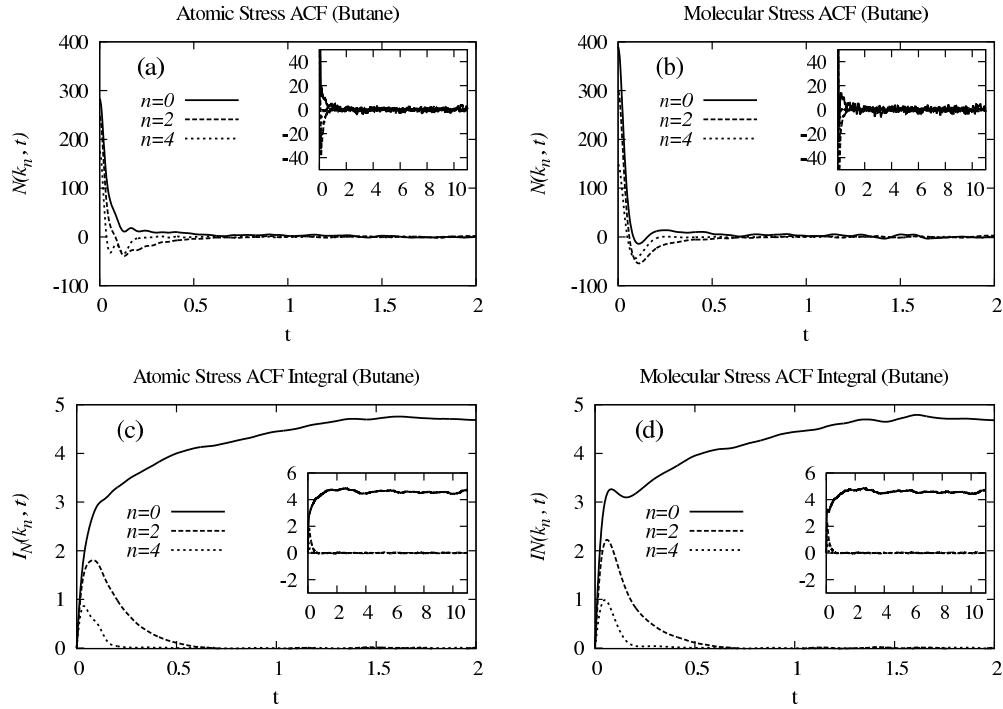 Atomic Stress ACF (Butane)
400
300
200
100
0
-100
N(kn, t)
(a)
n=0
n=2
n=4
40
20
0
-20
-40
0 2 4 6 8 10
0 0.5 1 1.5 2
t
Molecular Stress ACF (Butane)
400
300
200
100
0
-100
N(kn, t)
(b)
n=0
n=2
n=4
40
20
0
-20
-40
0 2 4 6 8 10
0 0.5 1 1.5 2
t
Atomic Stress ACF Integral (Butane)
5
4
3
2
1
0
IN(kn, t)
(c)
n=0
n=2
n=4
6
4
2
0
-2
0 2 4 6 8 10
0 0.5 1 1.5 2
t
Molecular Stress ACF Integral (Butane)
5
4
3
2
1
0
IN(kn, t)
(d)
n=0
n=2
n=4
6
4
2
0
-2
0 2 4 6 8 10
0 0.5 1 1.5 2
t